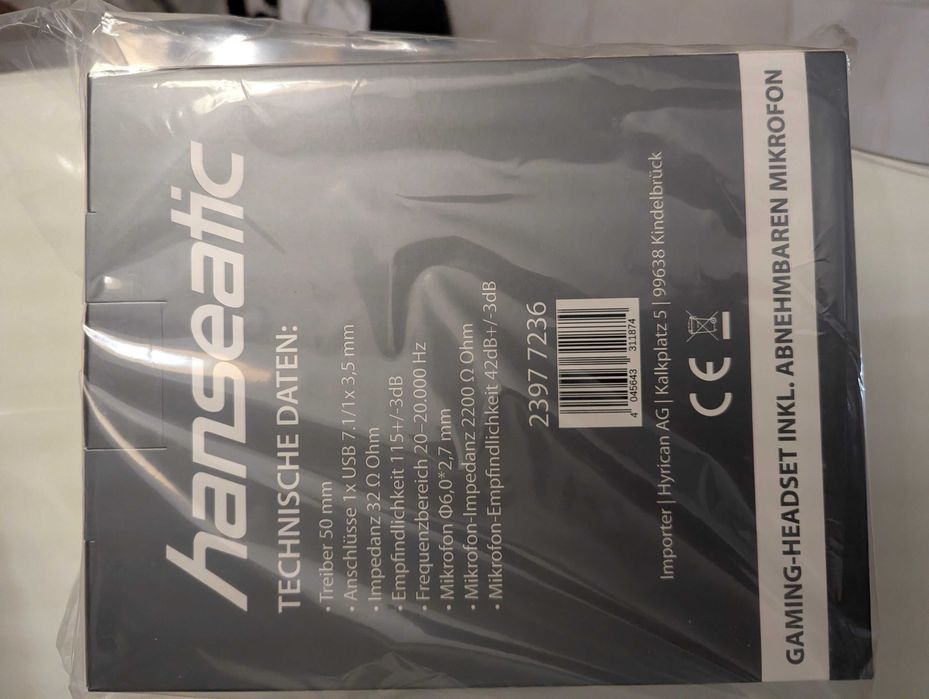 hanseatic
TECHNISCHE DATEN:
• Treiber 50 mm
• Anschlüsse 1x USB 7.1/1x 3,5 mm
• Impedanz 32 Ω Ohm
• Empfindlichkeit 115+/-3dB
• Frequenzbereich 20–20.000 Hz
• Mikrofon Φ6,0*2,7 mm
• Mikrofon-Impedanz 2200 Ω Ohm
• Mikrofon-Empfindlichkeit 42dB+/-3dB
2397 7236
4 045643 311874
Importer | Hyrican AG | Kalkplatz 5 | 99638 Kindelbrück
CE
GAMING-HEADSET INKL. ABNEHMBAREN MIKROFON